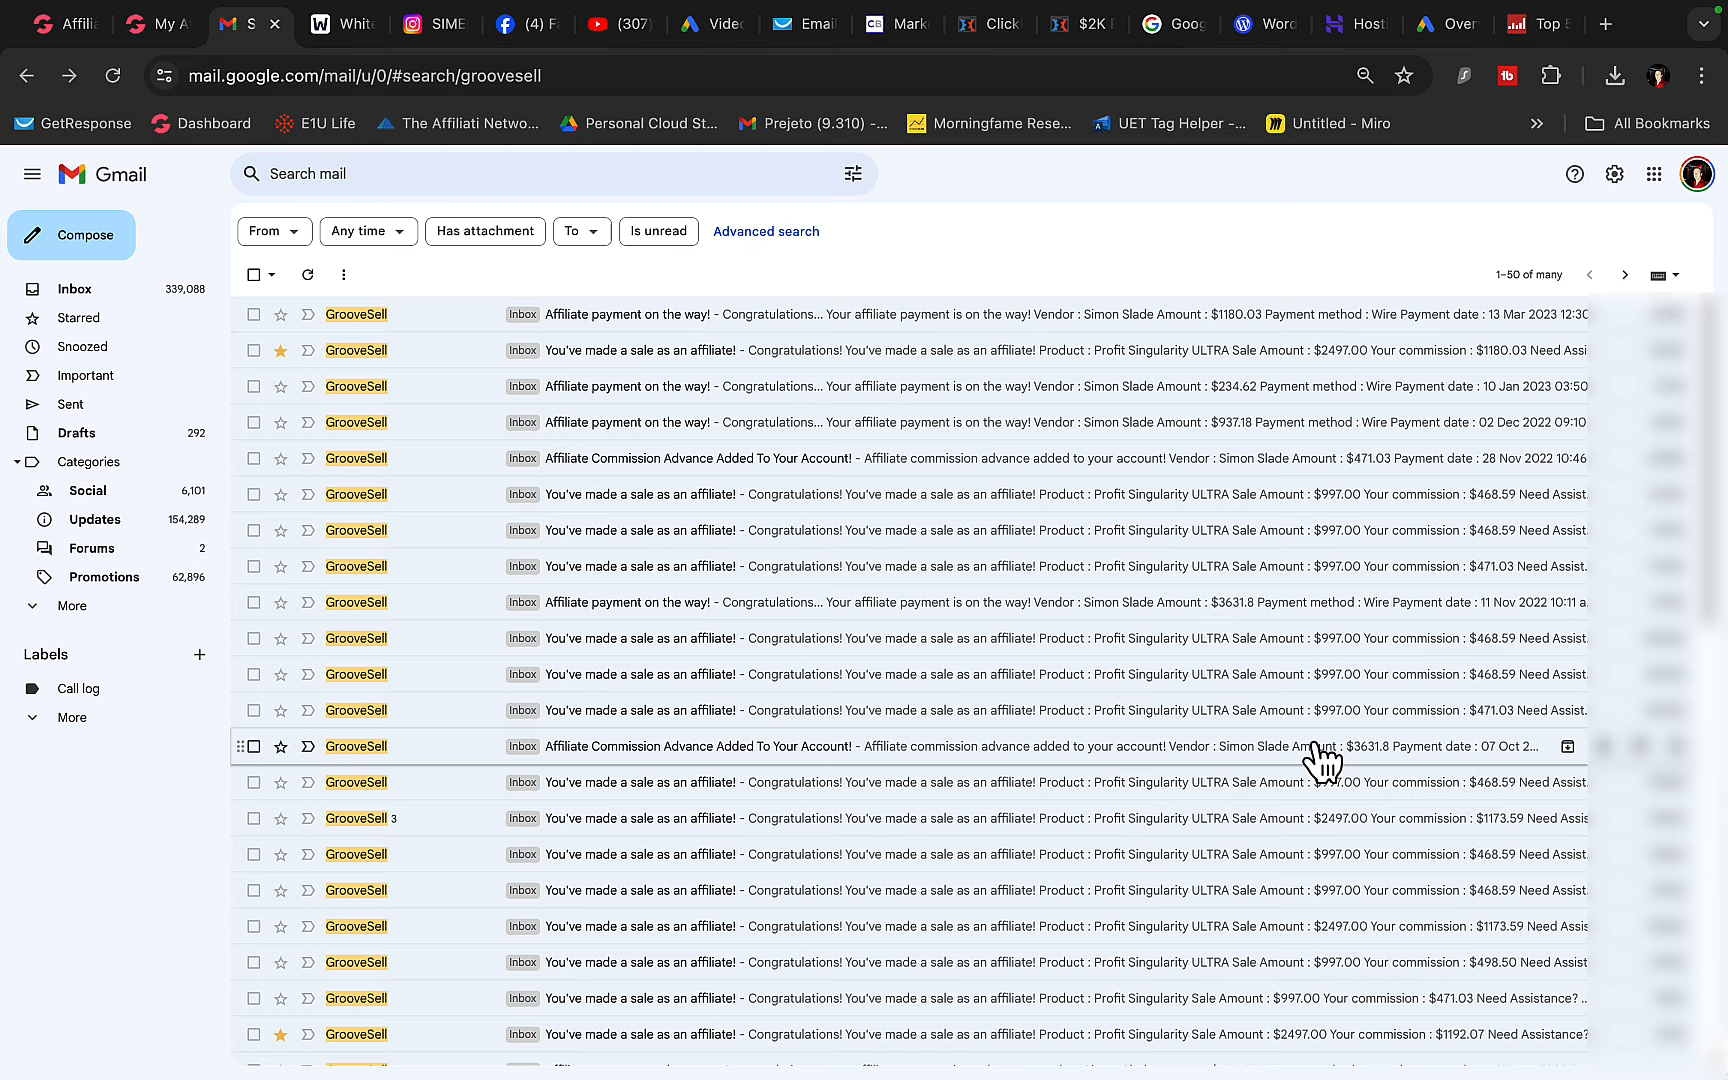 Affilia
My A
S
White
SIME
(4) Fa
(307)
Video
Email
Mark
Click
$2K F
Goog
Word
Hosti
Over
Top 5
mail.google.com/mail/u/0/#search/groovesell
GetResponse
Dashboard
E1U Life
The Affiliati Netwo...
Personal Cloud St...
Prejeto (9.310) -...
Morningfame Rese...
UET Tag Helper -...
Untitled - Miro
All Bookmarks
Gmail
Search mail
Compose
From
Any time
Has attachment
To
Is unread
Advanced search
1–50 of many
Inbox 339,088
Starred
Snoozed
Important
Sent
Drafts 292
Categories
Social 6,101
Updates 154,289
Forums 2
Promotions 62,896
More
Labels
Call log
More
GrooveSell Inbox Affiliate payment on the way! - Congratulations... Your affiliate payment is on the way! Vendor : Simon Slade Amount : $1180.03 Payment method : Wire Payment date : 13 Mar 2023 12:30
GrooveSell Inbox You've made a sale as an affiliate! - Congratulations! You've made a sale as an affiliate! Product : Profit Singularity ULTRA Sale Amount : $2497.00 Your commission : $1180.03 Need Assi
GrooveSell Inbox Affiliate payment on the way! - Congratulations... Your affiliate payment is on the way! Vendor : Simon Slade Amount : $234.62 Payment method : Wire Payment date : 10 Jan 2023 03:50
GrooveSell Inbox Affiliate payment on the way! - Congratulations... Your affiliate payment is on the way! Vendor : Simon Slade Amount : $937.18 Payment method : Wire Payment date : 02 Dec 2022 09:10
GrooveSell Inbox Affiliate Commission Advance Added To Your Account! - Affiliate commission advance added to your account! Vendor : Simon Slade Amount : $471.03 Payment date : 28 Nov 2022 10:46
GrooveSell Inbox You've made a sale as an affiliate! - Congratulations! You've made a sale as an affiliate! Product : Profit Singularity ULTRA Sale Amount : $997.00 Your commission : $468.59 Need Assist.
GrooveSell Inbox You've made a sale as an affiliate! - Congratulations! You've made a sale as an affiliate! Product : Profit Singularity ULTRA Sale Amount : $997.00 Your commission : $468.59 Need Assist.
GrooveSell Inbox You've made a sale as an affiliate! - Congratulations! You've made a sale as an affiliate! Product : Profit Singularity ULTRA Sale Amount : $997.00 Your commission : $471.03 Need Assist.
GrooveSell Inbox Affiliate payment on the way! - Congratulations... Your affiliate payment is on the way! Vendor : Simon Slade Amount : $3631.8 Payment method : Wire Payment date : 11 Nov 2022 10:11 a.
GrooveSell Inbox You've made a sale as an affiliate! - Congratulations! You've made a sale as an affiliate! Product : Profit Singularity ULTRA Sale Amount : $997.00 Your commission : $468.59 Need Assist.
GrooveSell Inbox You've made a sale as an affiliate! - Congratulations! You've made a sale as an affiliate! Product : Profit Singularity ULTRA Sale Amount : $997.00 Your commission : $468.59 Need Assist.
GrooveSell Inbox You've made a sale as an affiliate! - Congratulations! You've made a sale as an affiliate! Product : Profit Singularity ULTRA Sale Amount : $997.00 Your commission : $471.03 Need Assist.
GrooveSell Inbox Affiliate Commission Advance Added To Your Account! - Affiliate commission advance added to your account! Vendor : Simon Slade Amount : $3631.8 Payment date : 07 Oct 2...
GrooveSell Inbox You've made a sale as an affiliate! - Congratulations! You've made a sale as an affiliate! Product : Profit Singularity ULTRA Sale Amount : $997.00 Your commission : $468.59 Need Assist.
GrooveSell 3 Inbox You've made a sale as an affiliate! - Congratulations! You've made a sale as an affiliate! Product : Profit Singularity ULTRA Sale Amount : $2497.00 Your commission : $1173.59 Need Assis
GrooveSell Inbox You've made a sale as an affiliate! - Congratulations! You've made a sale as an affiliate! Product : Profit Singularity ULTRA Sale Amount : $997.00 Your commission : $468.59 Need Assist.
GrooveSell Inbox You've made a sale as an affiliate! - Congratulations! You've made a sale as an affiliate! Product : Profit Singularity ULTRA Sale Amount : $997.00 Your commission : $468.59 Need Assist.
GrooveSell Inbox You've made a sale as an affiliate! - Congratulations! You've made a sale as an affiliate! Product : Profit Singularity ULTRA Sale Amount : $2497.00 Your commission : $1173.59 Need Assis
GrooveSell Inbox You've made a sale as an affiliate! - Congratulations! You've made a sale as an affiliate! Product : Profit Singularity ULTRA Sale Amount : $997.00 Your commission : $498.50 Need Assist
GrooveSell Inbox You've made a sale as an affiliate! - Congratulations! You've made a sale as an affiliate! Product : Profit Singularity Sale Amount : $997.00 Your commission : $471.03 Need Assistance? ..
GrooveSell Inbox You've made a sale as an affiliate! - Congratulations! You've made a sale as an affiliate! Product : Profit Singularity Sale Amount : $2497.00 Your commission : $1192.07 Need Assistance?